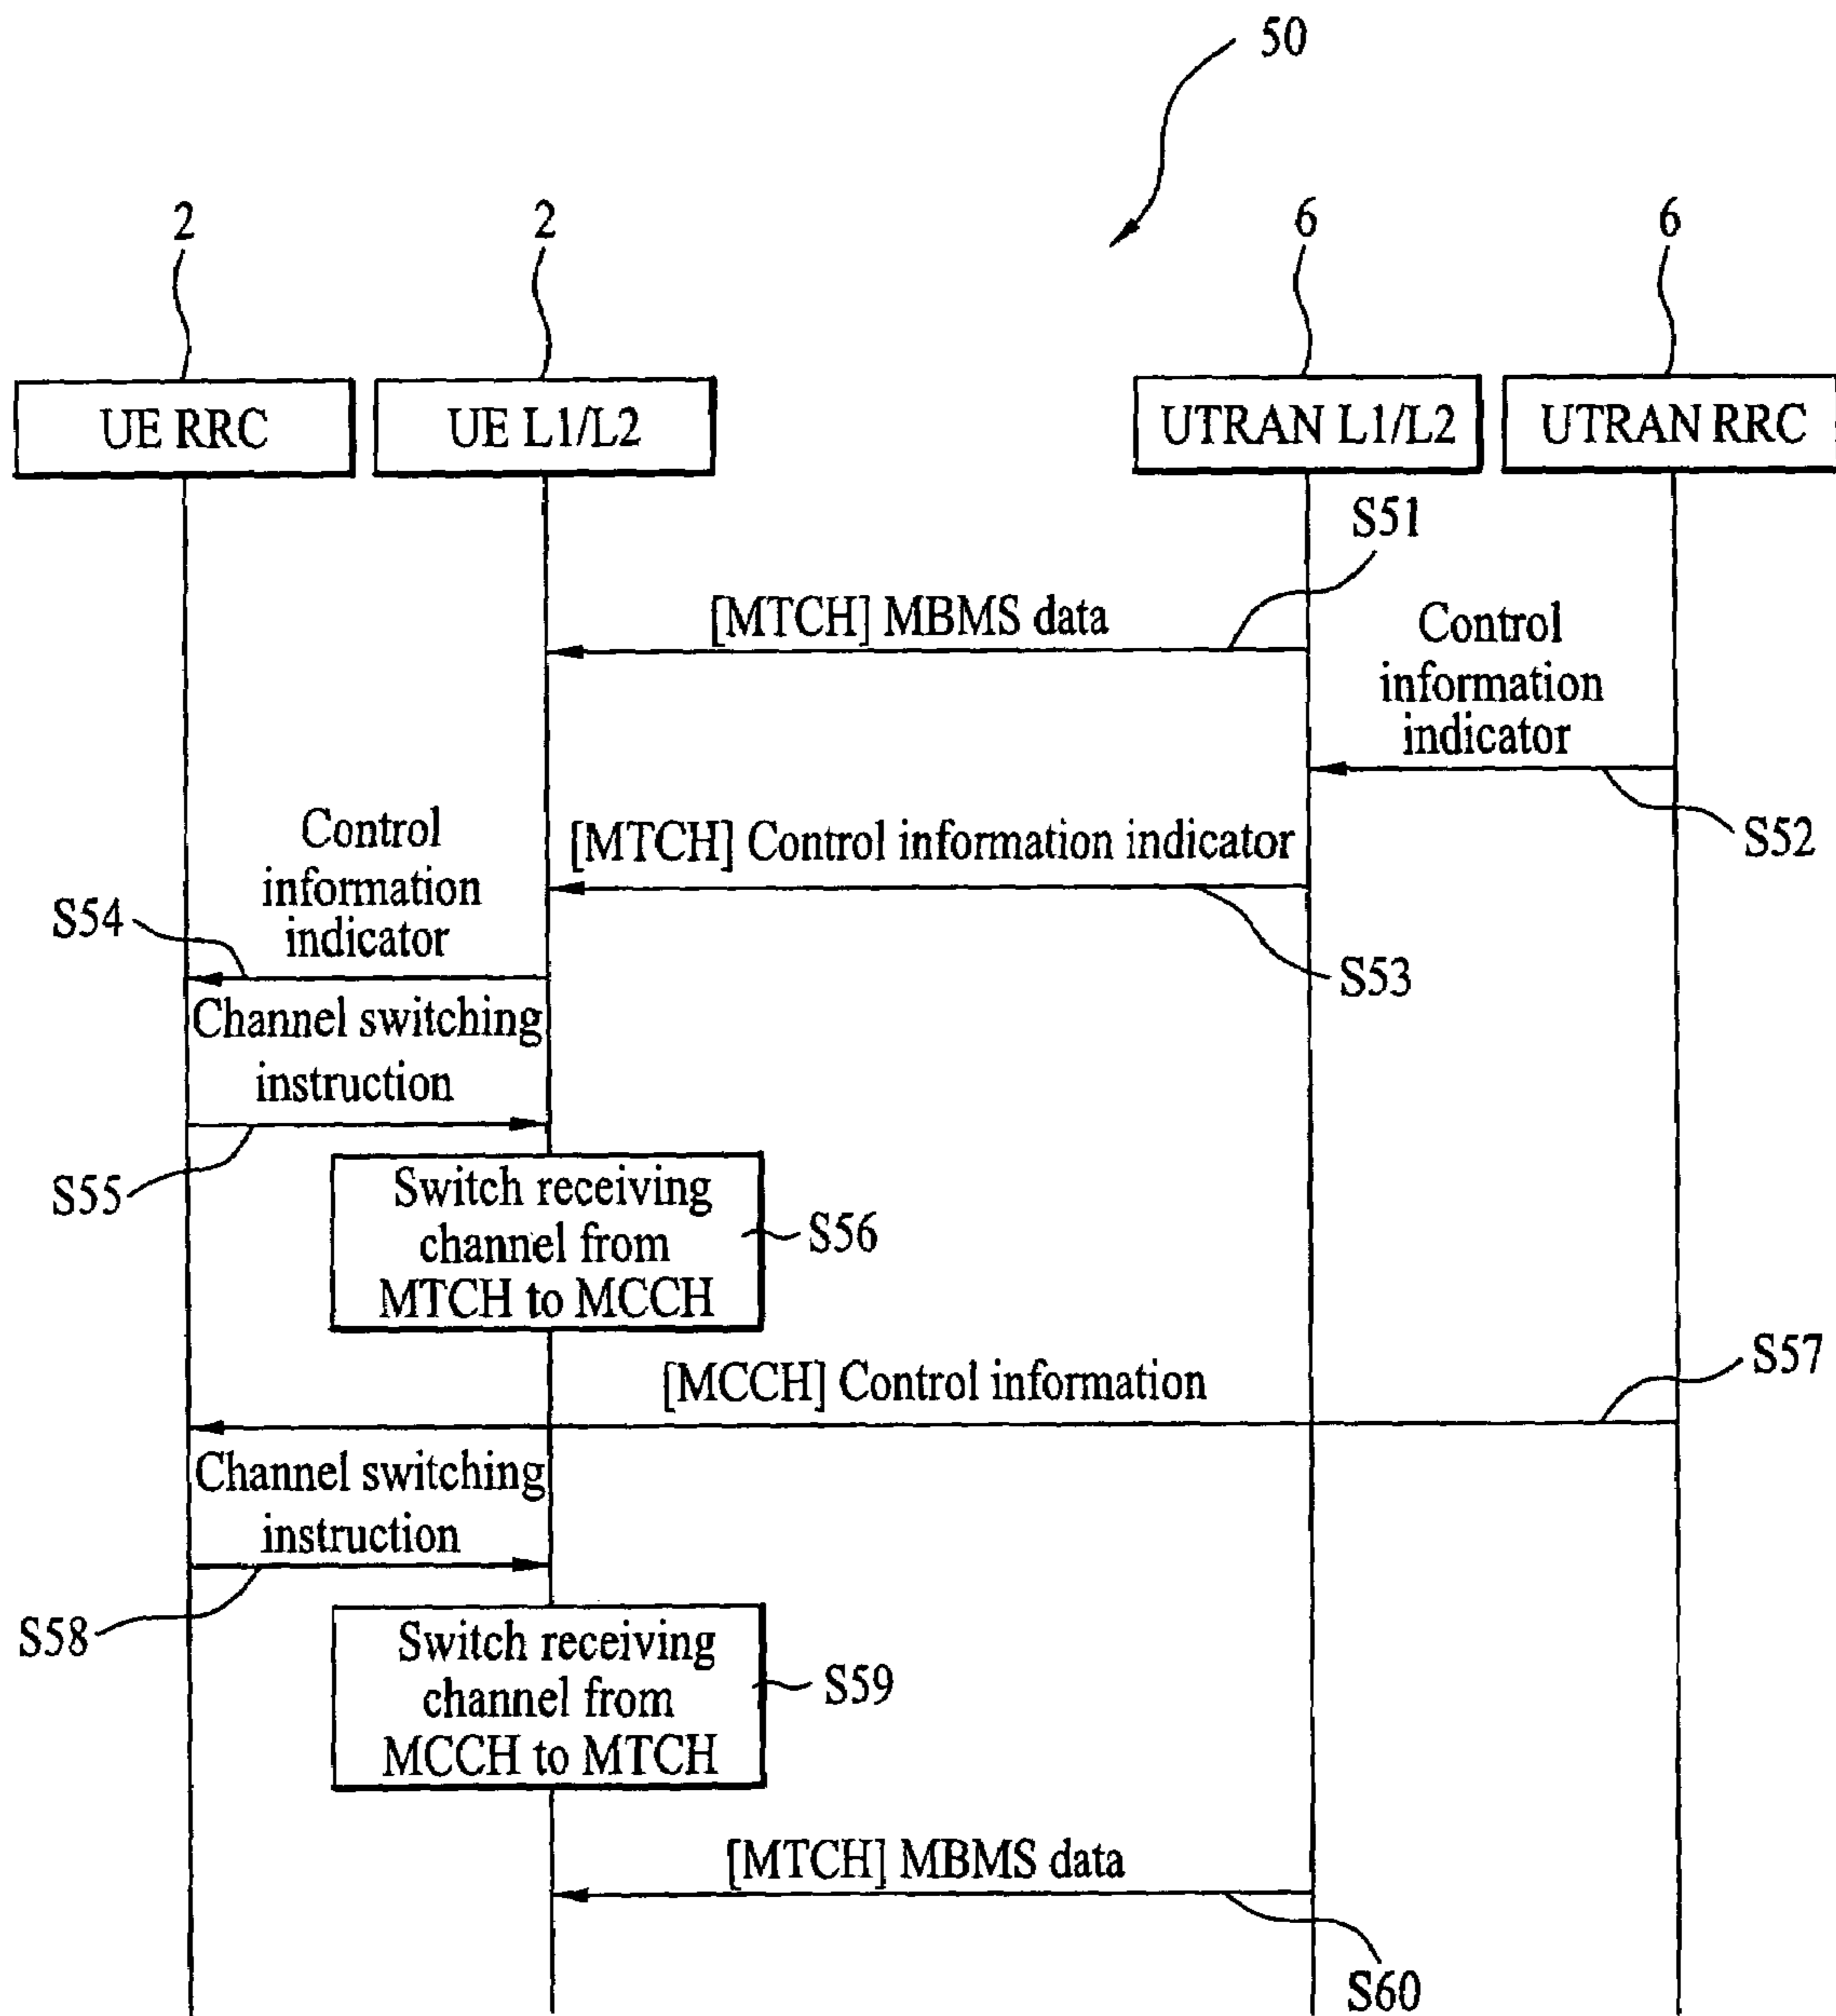 50
2
2
6
6
UE RRC
UE L1/L2
UTRAN L1/L2
UTRAN RRC
S51
[MTCH] MBMS data
Control
information
indicator
S52
[MTCH] Control information indicator
S53
Control
information
indicator
S54
Channel switching
instruction
S55
Switch receiving
channel from
MTCH to MCCH
S56
[MCCH] Control information
S57
Channel switching
instruction
S58
Switch receiving
channel from
MCCH to MTCH
S59
[MTCH] MBMS data
S60